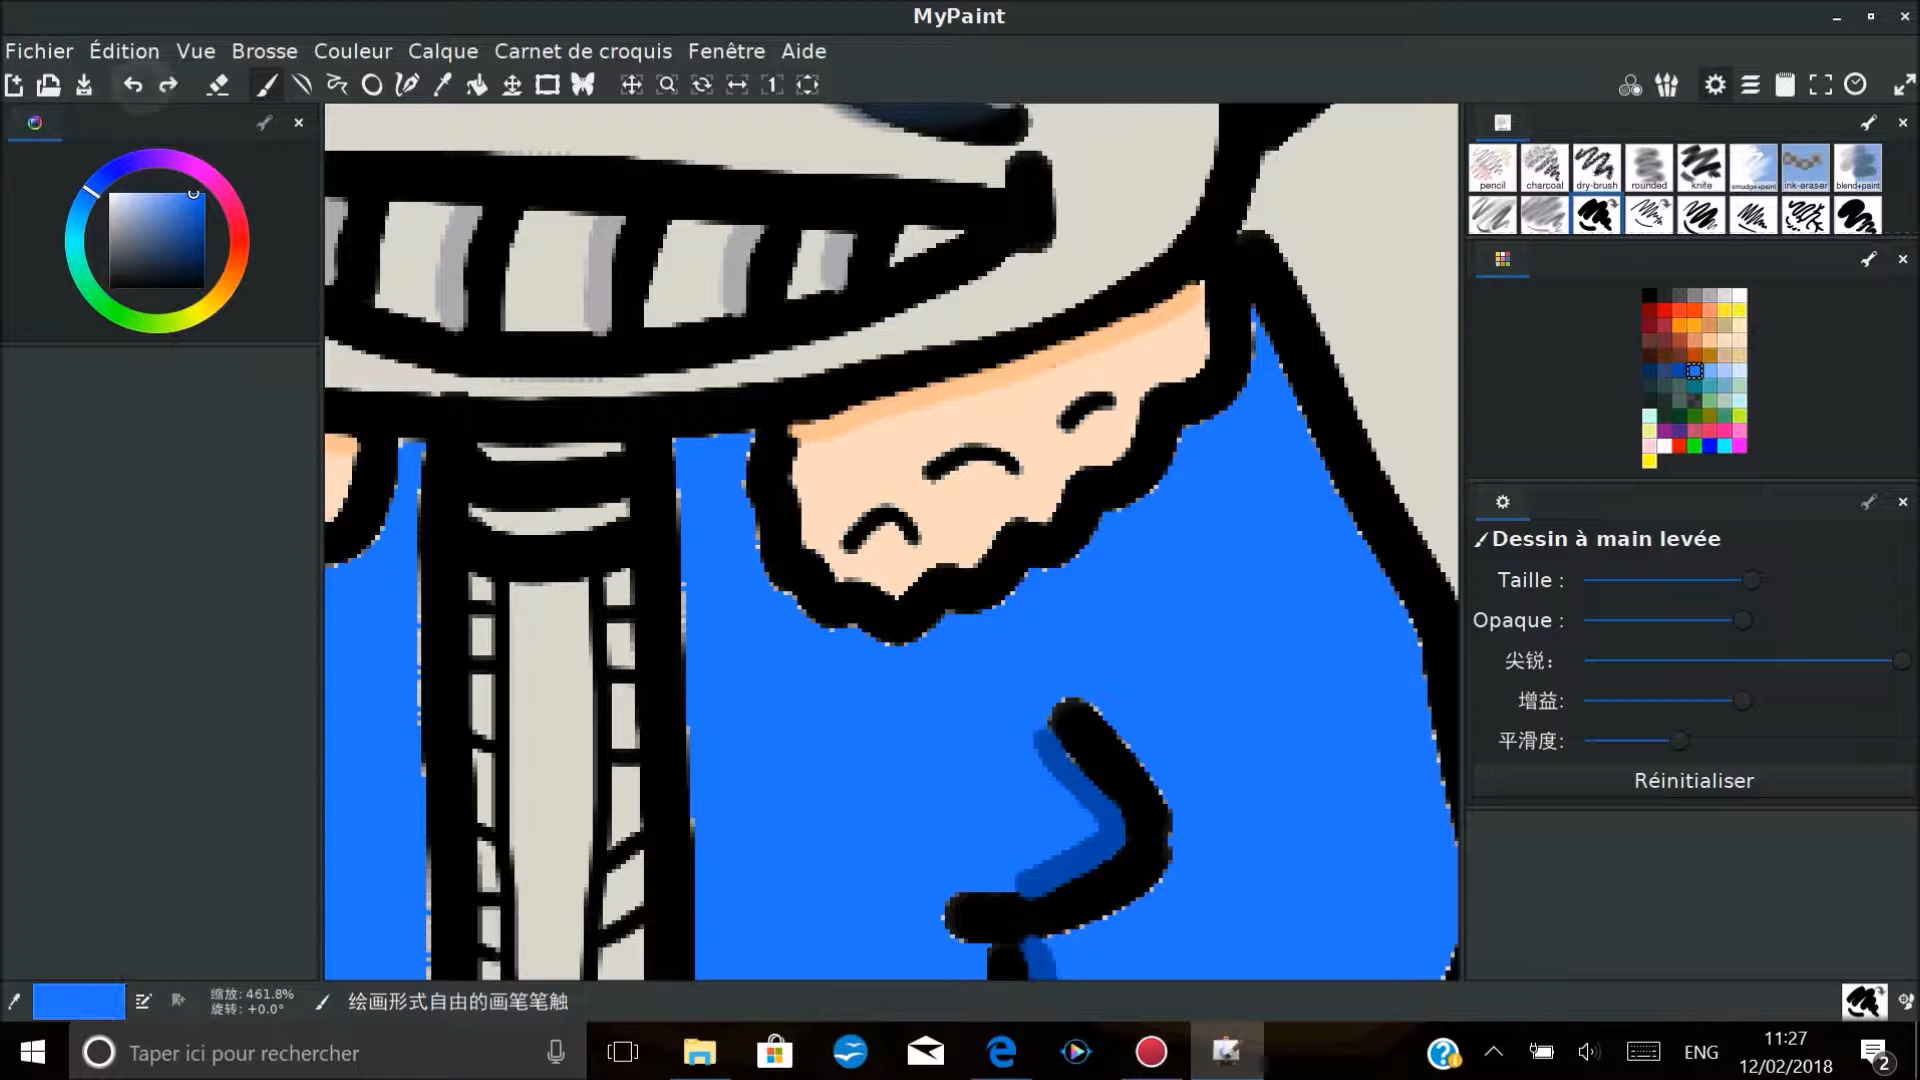 MyPaint
Fichier Édition Vue Brosse Couleur Calque Carnet de croquis Fenêtre Aide
pencil charcoal dry-brush rounded knife smudge+paint ink-eraser blend+paint
Dessin à main levée
Taille :
Opaque :
尖锐：
增益:
平滑度:
Réinitialiser
缩放: 461.8%
旋转: +0.0°
绘画形式自由的画笔笔触
Taper ici pour rechercher
ENG
11:27
12/02/2018
2